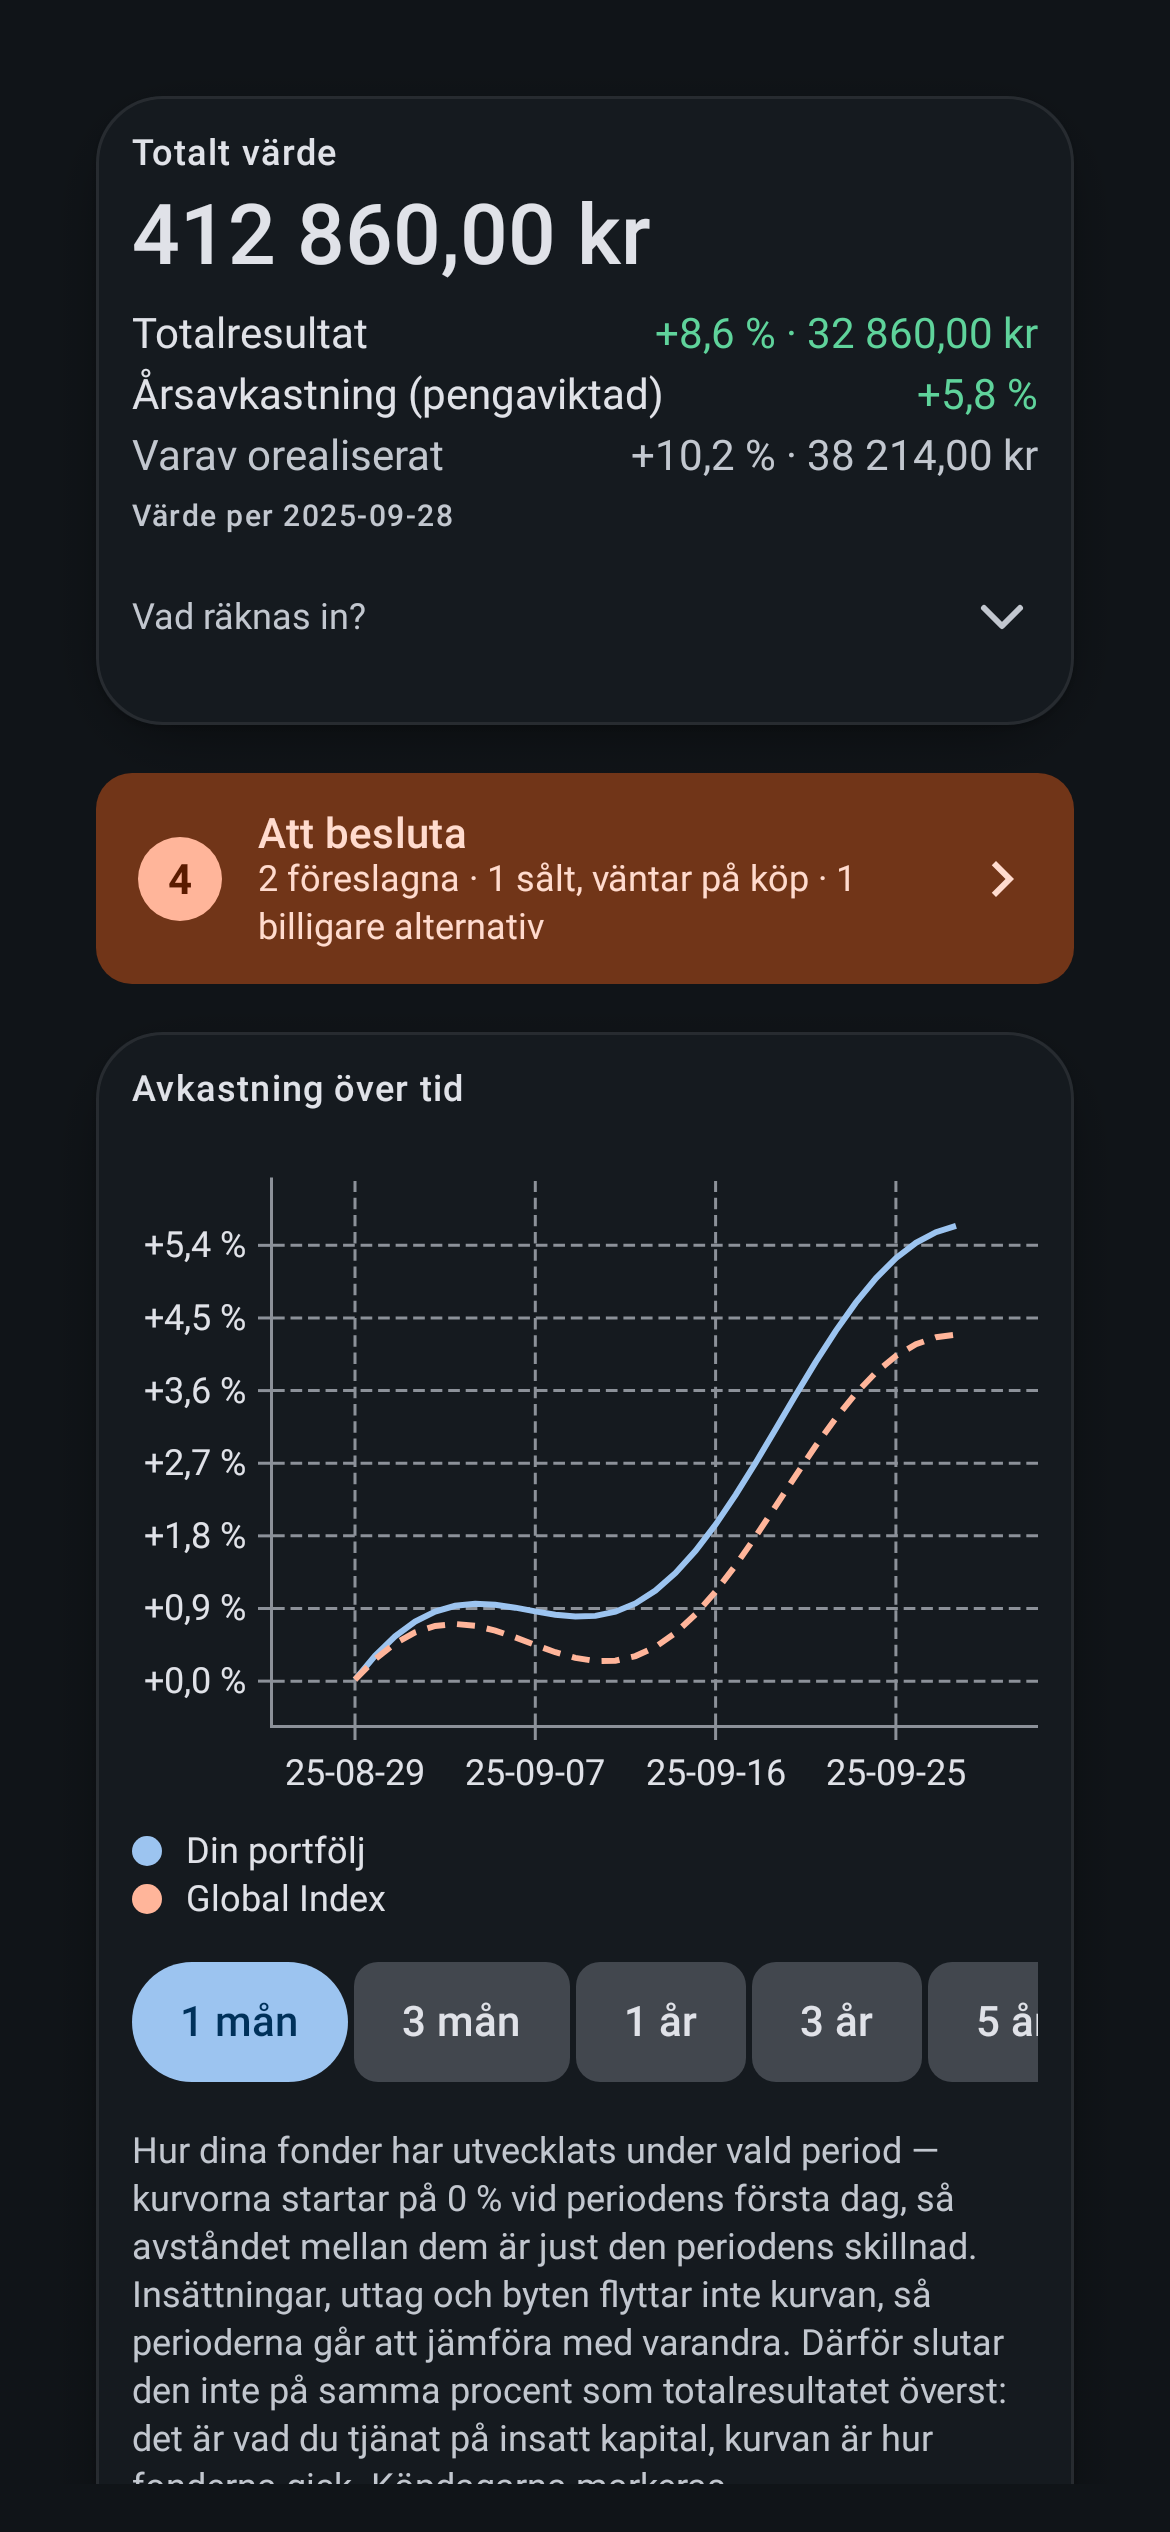 Totalt värde
412 860,00 kr
Totalresultat +8,6 % · 32 860,00 kr
Årsavkastning (pengaviktad) +5,8 %
Varav orealiserat +10,2 % · 38 214,00 kr
Värde per 2025-09-28
Vad räknas in?
4
Att besluta
2 föreslagna · 1 sålt, väntar på köp · 1
billigare alternativ
Avkastning över tid
+5,4 %
+4,5 %
+3,6 %
+2,7 %
+1,8 %
+0,9 %
+0,0 %
25-08-29 25-09-07 25-09-16 25-09-25
Din portfölj
Global Index
1 mån 3 mån 1 år 3 år 5 år
Hur dina fonder har utvecklats under vald period —
kurvorna startar på 0 % vid periodens första dag, så
avståndet mellan dem är just den periodens skillnad.
Insättningar, uttag och byten flyttar inte kurvan, så
perioderna går att jämföra med varandra. Därför slutar
den inte på samma procent som totalresultatet överst:
det är vad du tjänat på insatt kapital, kurvan är hur
fonderna gick. Köpdagarna markeras